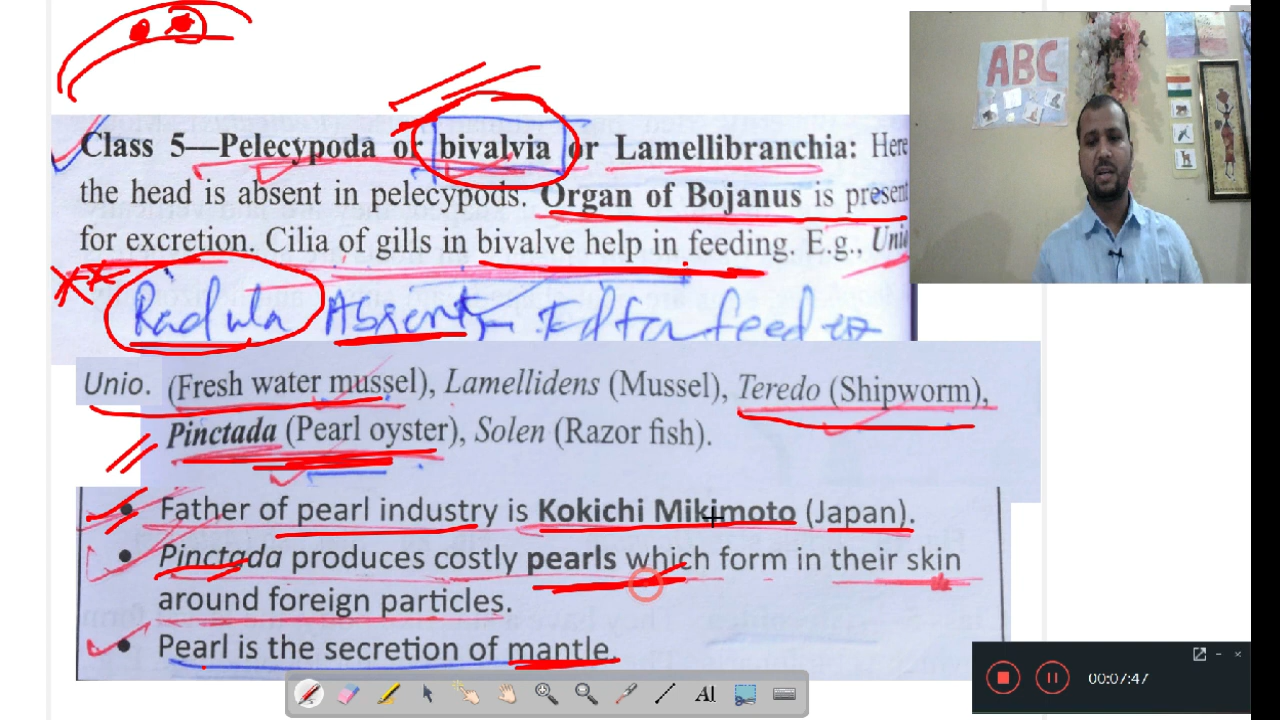 ABC
Class 5—Pelecypoda or bivalvia or Lamellibranchia: Here
the head is absent in pelecypods. Organ of Bojanus is present
for excretion. Cilia of gills in bivalve help in feeding. E.g., Unio
Radula Absent
Unio. (Fresh water mussel), Lamellidens (Mussel), Teredo (Shipworm),
Pinctada (Pearl oyster), Solen (Razor fish).
• Father of pearl industry is Kokichi Mikimoto (Japan).
• Pinctada produces costly pearls which form in their skin
around foreign particles.
• Pearl is the secretion of mantle.
00:07:47
AI